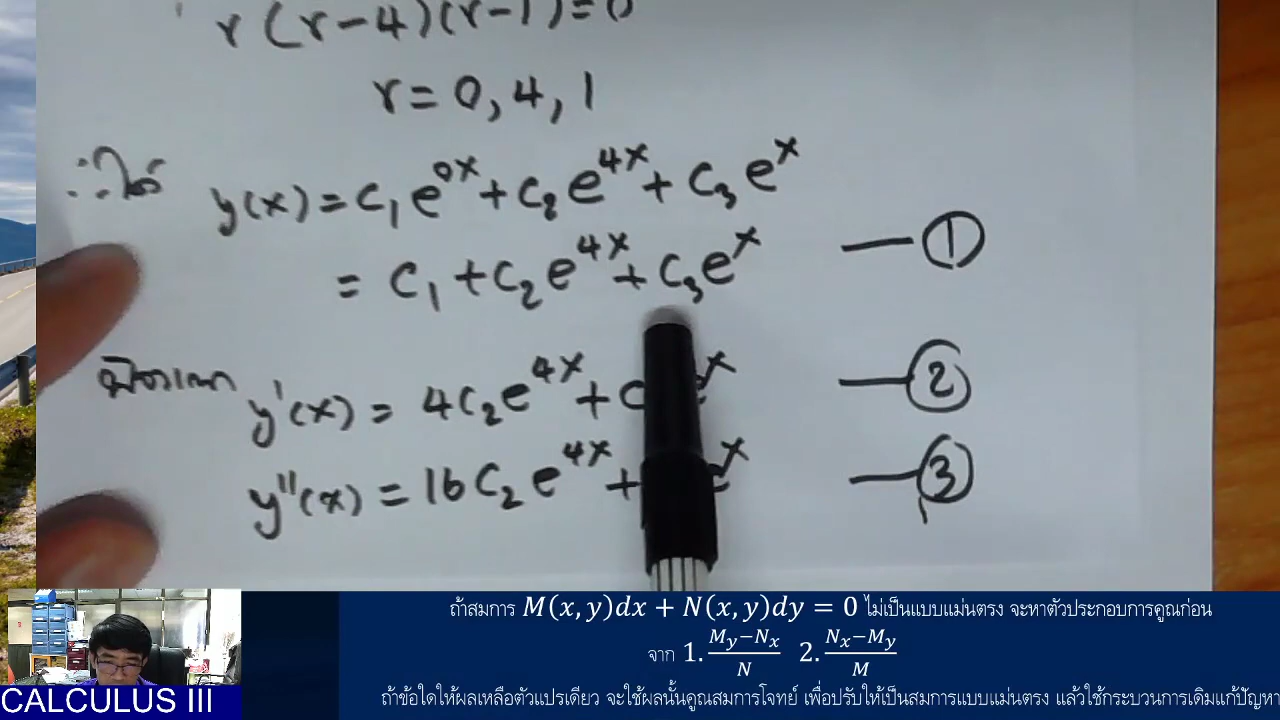 r(r-4)(r-1)=0
r=0,4,1
∴ได้ y(x)=c₁e^{0x}+c₂e^{4x}+c₃e^{x}
=c₁+c₂e^{4x}+c₃e^{x} —①
y'(x)=4c₂e^{4x}+c e^{x} —②
y''(x)=16c₂e^{4x}+ e^{x} —③
ถ้าสมการ M(x,y)dx+N(x,y)dy=0 ไม่เป็นแบบแม่นตรง จะหาตัวประกอบการคูณก่อน
จาก 1.\frac{M_y-N_x}{N} 2.\frac{N_x-M_y}{M}
ถ้าข้อใดให้ผลเหลือตัวแปรเดียว จะใช้ผลนั้นคูณสมการโจทย์ เพื่อปรับให้เป็นสมการแบบแม่นตรง แล้วใช้กระบวนการเดิมแก้ปัญหา
CALCULUS III